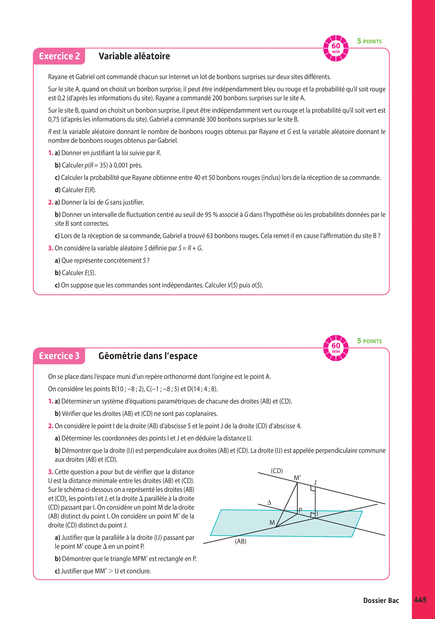 60
min
5 POINTS
Exercice 2 Variable aléatoire
Rayane et Gabriel ont commandé chacun sur Internet un lot de bonbons surprises sur deux sites différents.
Sur le site A, quand on choisit un bonbon surprise, il peut être indépendamment bleu ou rouge et la probabilité qu'il soit rouge
est 0,2 (d'après les informations du site). Rayane a commandé 200 bonbons surprises sur le site A.
Sur le site B, quand on choisit un bonbon surprise, il peut être indépendamment vert ou rouge et la probabilité qu'il soit vert est
0,75 (d'après les informations du site). Gabriel a commandé 300 bonbons surprises sur le site B.
R est la variable aléatoire donnant le nombre de bonbons rouges obtenus par Rayane et G est la variable aléatoire donnant le
nombre de bonbons rouges obtenus par Gabriel.
1. a) Donner en justifiant la loi suivie par R.
b) Calculer p(R = 35) à 0,001 près.
c) Calculer la probabilité que Rayane obtienne entre 40 et 50 bonbons rouges (inclus) lors de la réception de sa commande.
d) Calculer E(R).
2. a) Donner la loi de G sans justifier.
b) Donner un intervalle de fluctuation centré au seuil de 95 % associé à G dans l'hypothèse où les probabilités données par le
site B sont correctes.
c) Lors de la réception de sa commande, Gabriel a trouvé 63 bonbons rouges. Cela remet-il en cause l'affirmation du site B ?
3. On considère la variable aléatoire S définie par S = R + G.
a) Que représente concrètement S ?
b) Calculer E(S).
c) On suppose que les commandes sont indépendantes. Calculer V(S) puis σ(S).
60
min
5 POINTS
Exercice 3 Géométrie dans l'espace
On se place dans l'espace muni d'un repère orthonormé dont l'origine est le point A.
On considère les points B(10 ; –8 ; 2), C(–1 ; –8 ; 5) et D(14 ; 4 ; 8).
1. a) Déterminer un système d'équations paramétriques de chacune des droites (AB) et (CD).
b) Vérifier que les droites (AB) et (CD) ne sont pas coplanaires.
2. On considère le point I de la droite (AB) d'abscisse 5 et le point J de la droite (CD) d'abscisse 4.
a) Déterminer les coordonnées des points I et J et en déduire la distance IJ.
b) Démontrer que la droite (IJ) est perpendiculaire aux droites (AB) et (CD). La droite (IJ) est appelée perpendiculaire commune
aux droites (AB) et (CD).
3. Cette question a pour but de vérifier que la distance
IJ est la distance minimale entre les droites (AB) et (CD).
Sur le schéma ci-dessous on a représenté les droites (AB)
et (CD), les points I et J, et la droite Δ parallèle à la droite
(CD) passant par I. On considère un point M de la droite
(AB) distinct du point I. On considère un point M' de la
droite (CD) distinct du point J.
a) Justifier que la parallèle à la droite (IJ) passant par
le point M' coupe Δ en un point P.
b) Démontrer que le triangle MPM' est rectangle en P.
c) Justifier que MM' > IJ et conclure.
(CD)
M'
J
Δ
P
I
M
(AB)
Dossier Bac 445